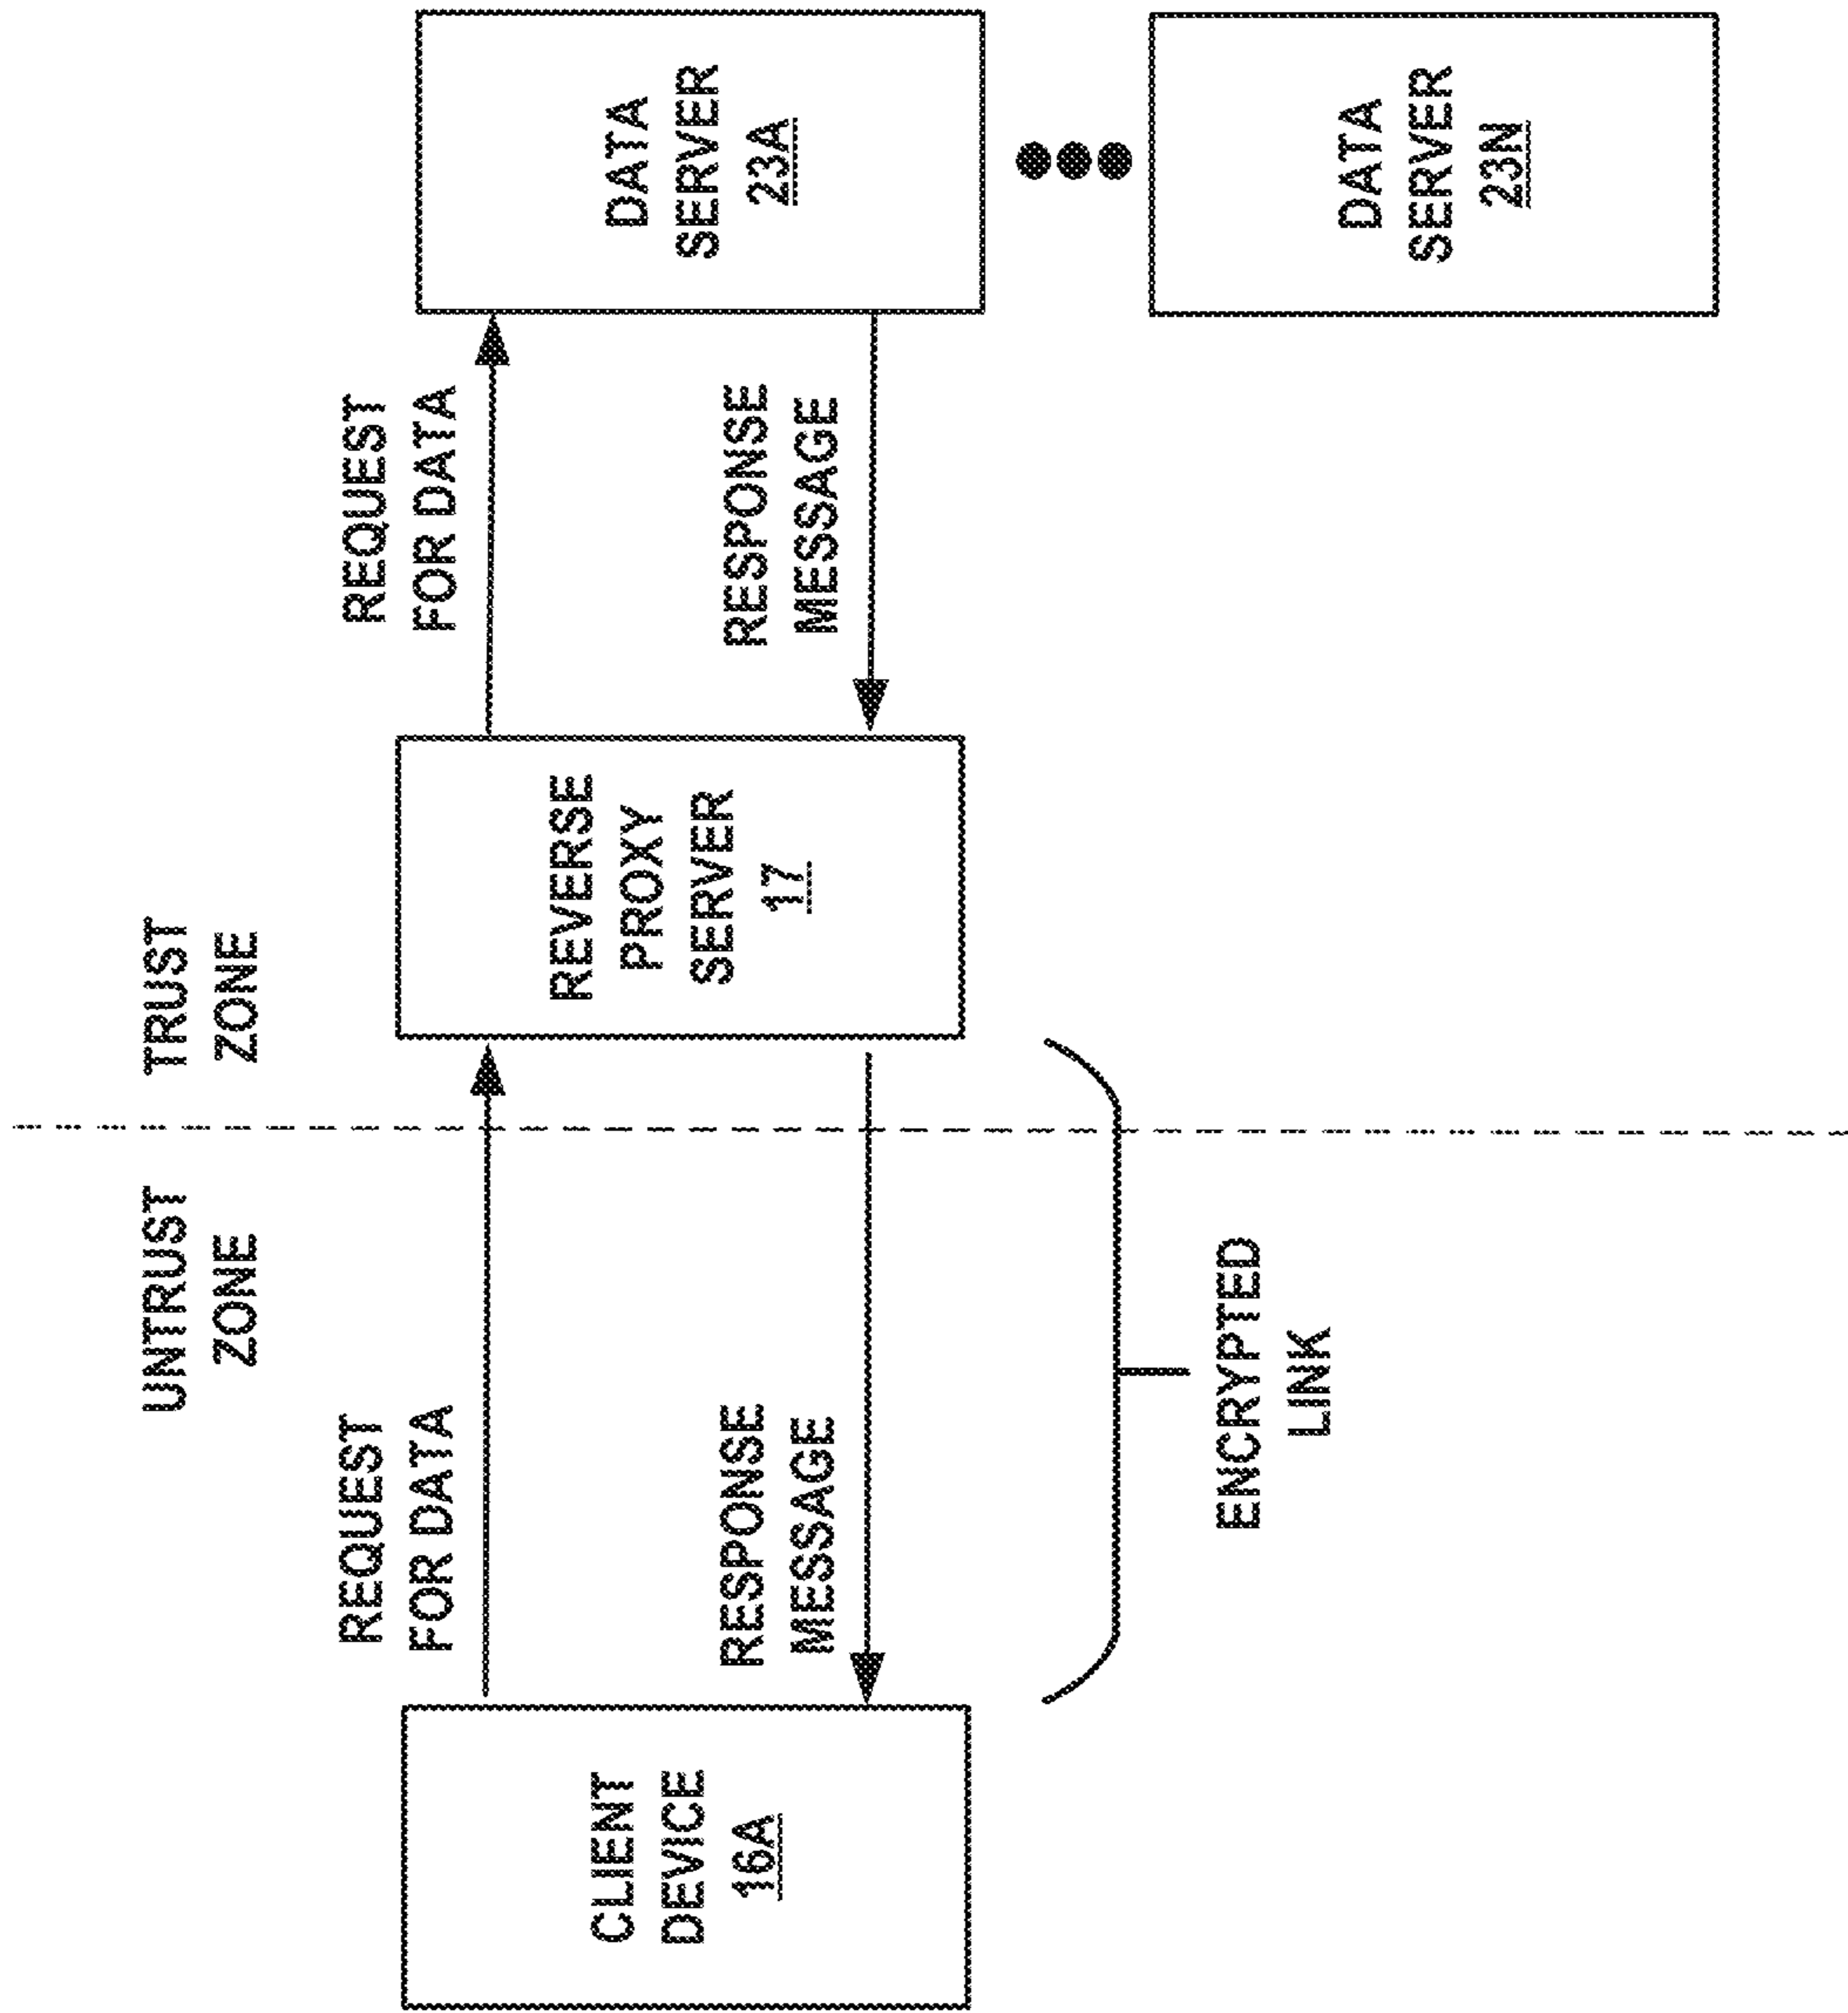 UNTRUST
ZONE
TRUST
ZONE
REQUEST
FOR DATA
REQUEST
FOR DATA
CLIENT
DEVICE
16A
RESPONSE
MESSAGE
REVERSE
PROXY
SERVER
17
RESPONSE
MESSAGE
DATA
SERVER
23A
ENCRYPTED
LINK
DATA
SERVER
23N